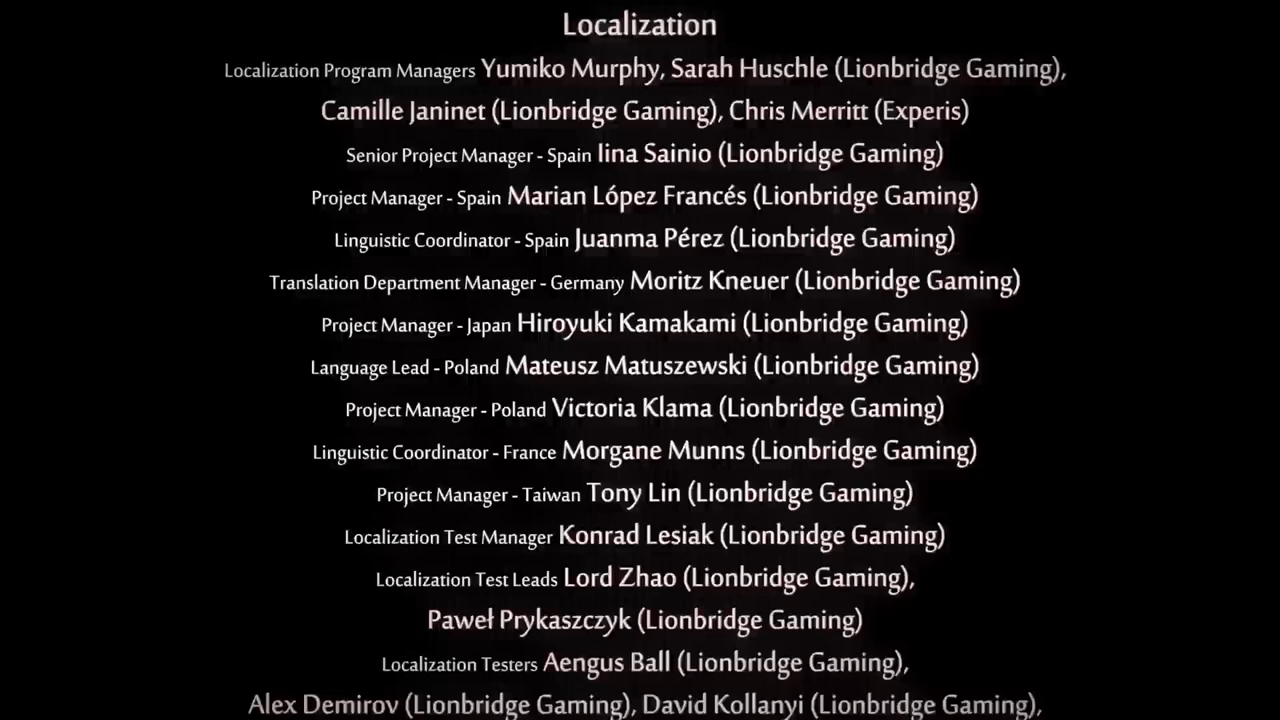 Localization
Localization Program Managers Yumiko Murphy, Sarah Huschle (Lionbridge Gaming),
Camille Janinet (Lionbridge Gaming), Chris Merritt (Experis)
Senior Project Manager - Spain Iina Sainio (Lionbridge Gaming)
Project Manager - Spain Marian López Francés (Lionbridge Gaming)
Linguistic Coordinator - Spain Juanma Pérez (Lionbridge Gaming)
Translation Department Manager - Germany Moritz Kneuer (Lionbridge Gaming)
Project Manager - Japan Hiroyuki Kamakami (Lionbridge Gaming)
Language Lead - Poland Mateusz Matuszewski (Lionbridge Gaming)
Project Manager - Poland Victoria Klama (Lionbridge Gaming)
Linguistic Coordinator - France Morgane Munns (Lionbridge Gaming)
Project Manager - Taiwan Tony Lin (Lionbridge Gaming)
Localization Test Manager Konrad Lesiak (Lionbridge Gaming)
Localization Test Leads Lord Zhao (Lionbridge Gaming),
Paweł Prykaszczyk (Lionbridge Gaming)
Localization Testers Aengus Ball (Lionbridge Gaming),
Alex Demirov (Lionbridge Gaming), David Kollanyi (Lionbridge Gaming),